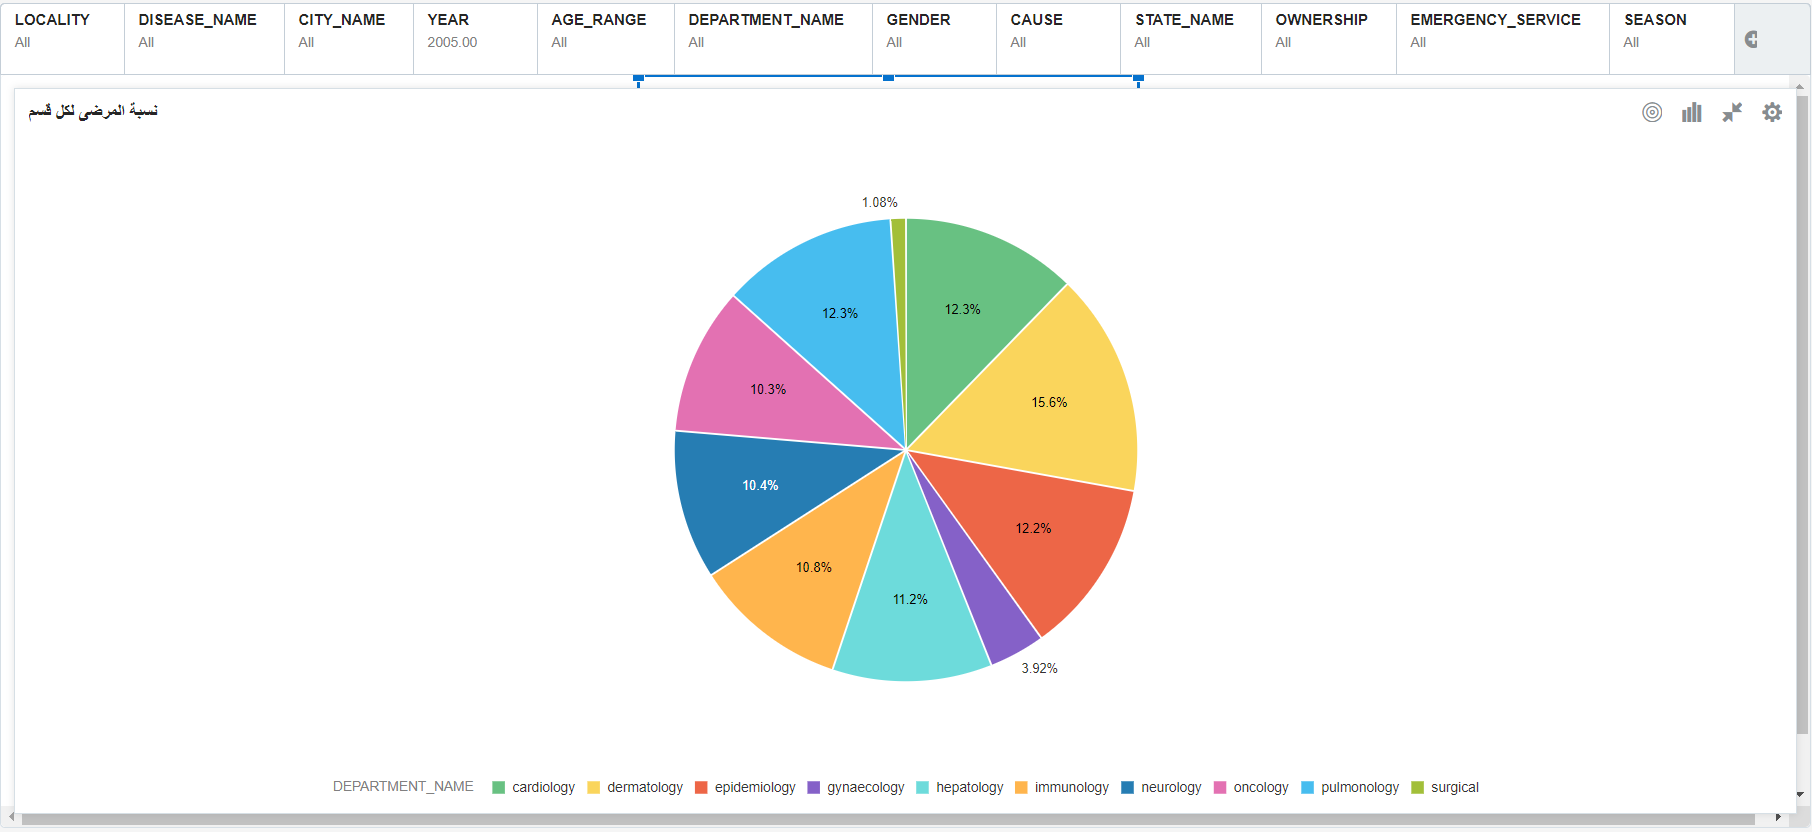 LOCALITY DISEASE_NAME CITY_NAME YEAR AGE_RANGE DEPARTMENT_NAME GENDER CAUSE STATE_NAME OWNERSHIP EMERGENCY_SERVICE SEASON
All All All 2005.00 All All All All All All All All
نسبة المرضى لكل قسم
1.08%
12.3% 12.3%
10.3% 15.6%
10.4% 12.2%
10.8% 11.2%
3.92%
DEPARTMENT_NAME cardiology dermatology epidemiology gynaecology hepatology immunology neurology oncology pulmonology surgical